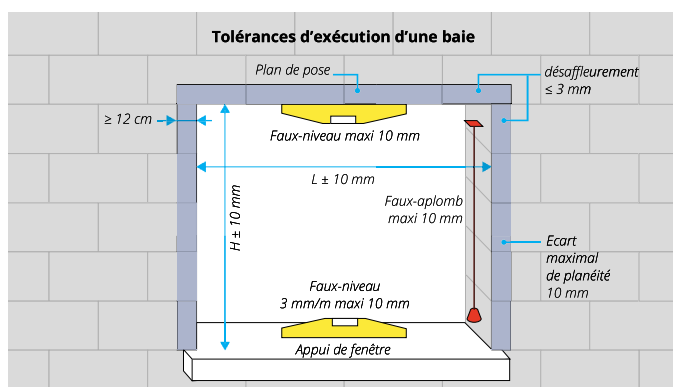 Tolérances d’exécution d’une baie
Plan de pose
désaffleurement
≤ 3 mm
≥ 12 cm
Faux-niveau maxi 10 mm
L ± 10 mm
H ± 10 mm
Faux-aplomb
maxi 10 mm
Ecart
maximal
de planéité
10 mm
Faux-niveau
3 mm/m maxi 10 mm
Appui de fenêtre